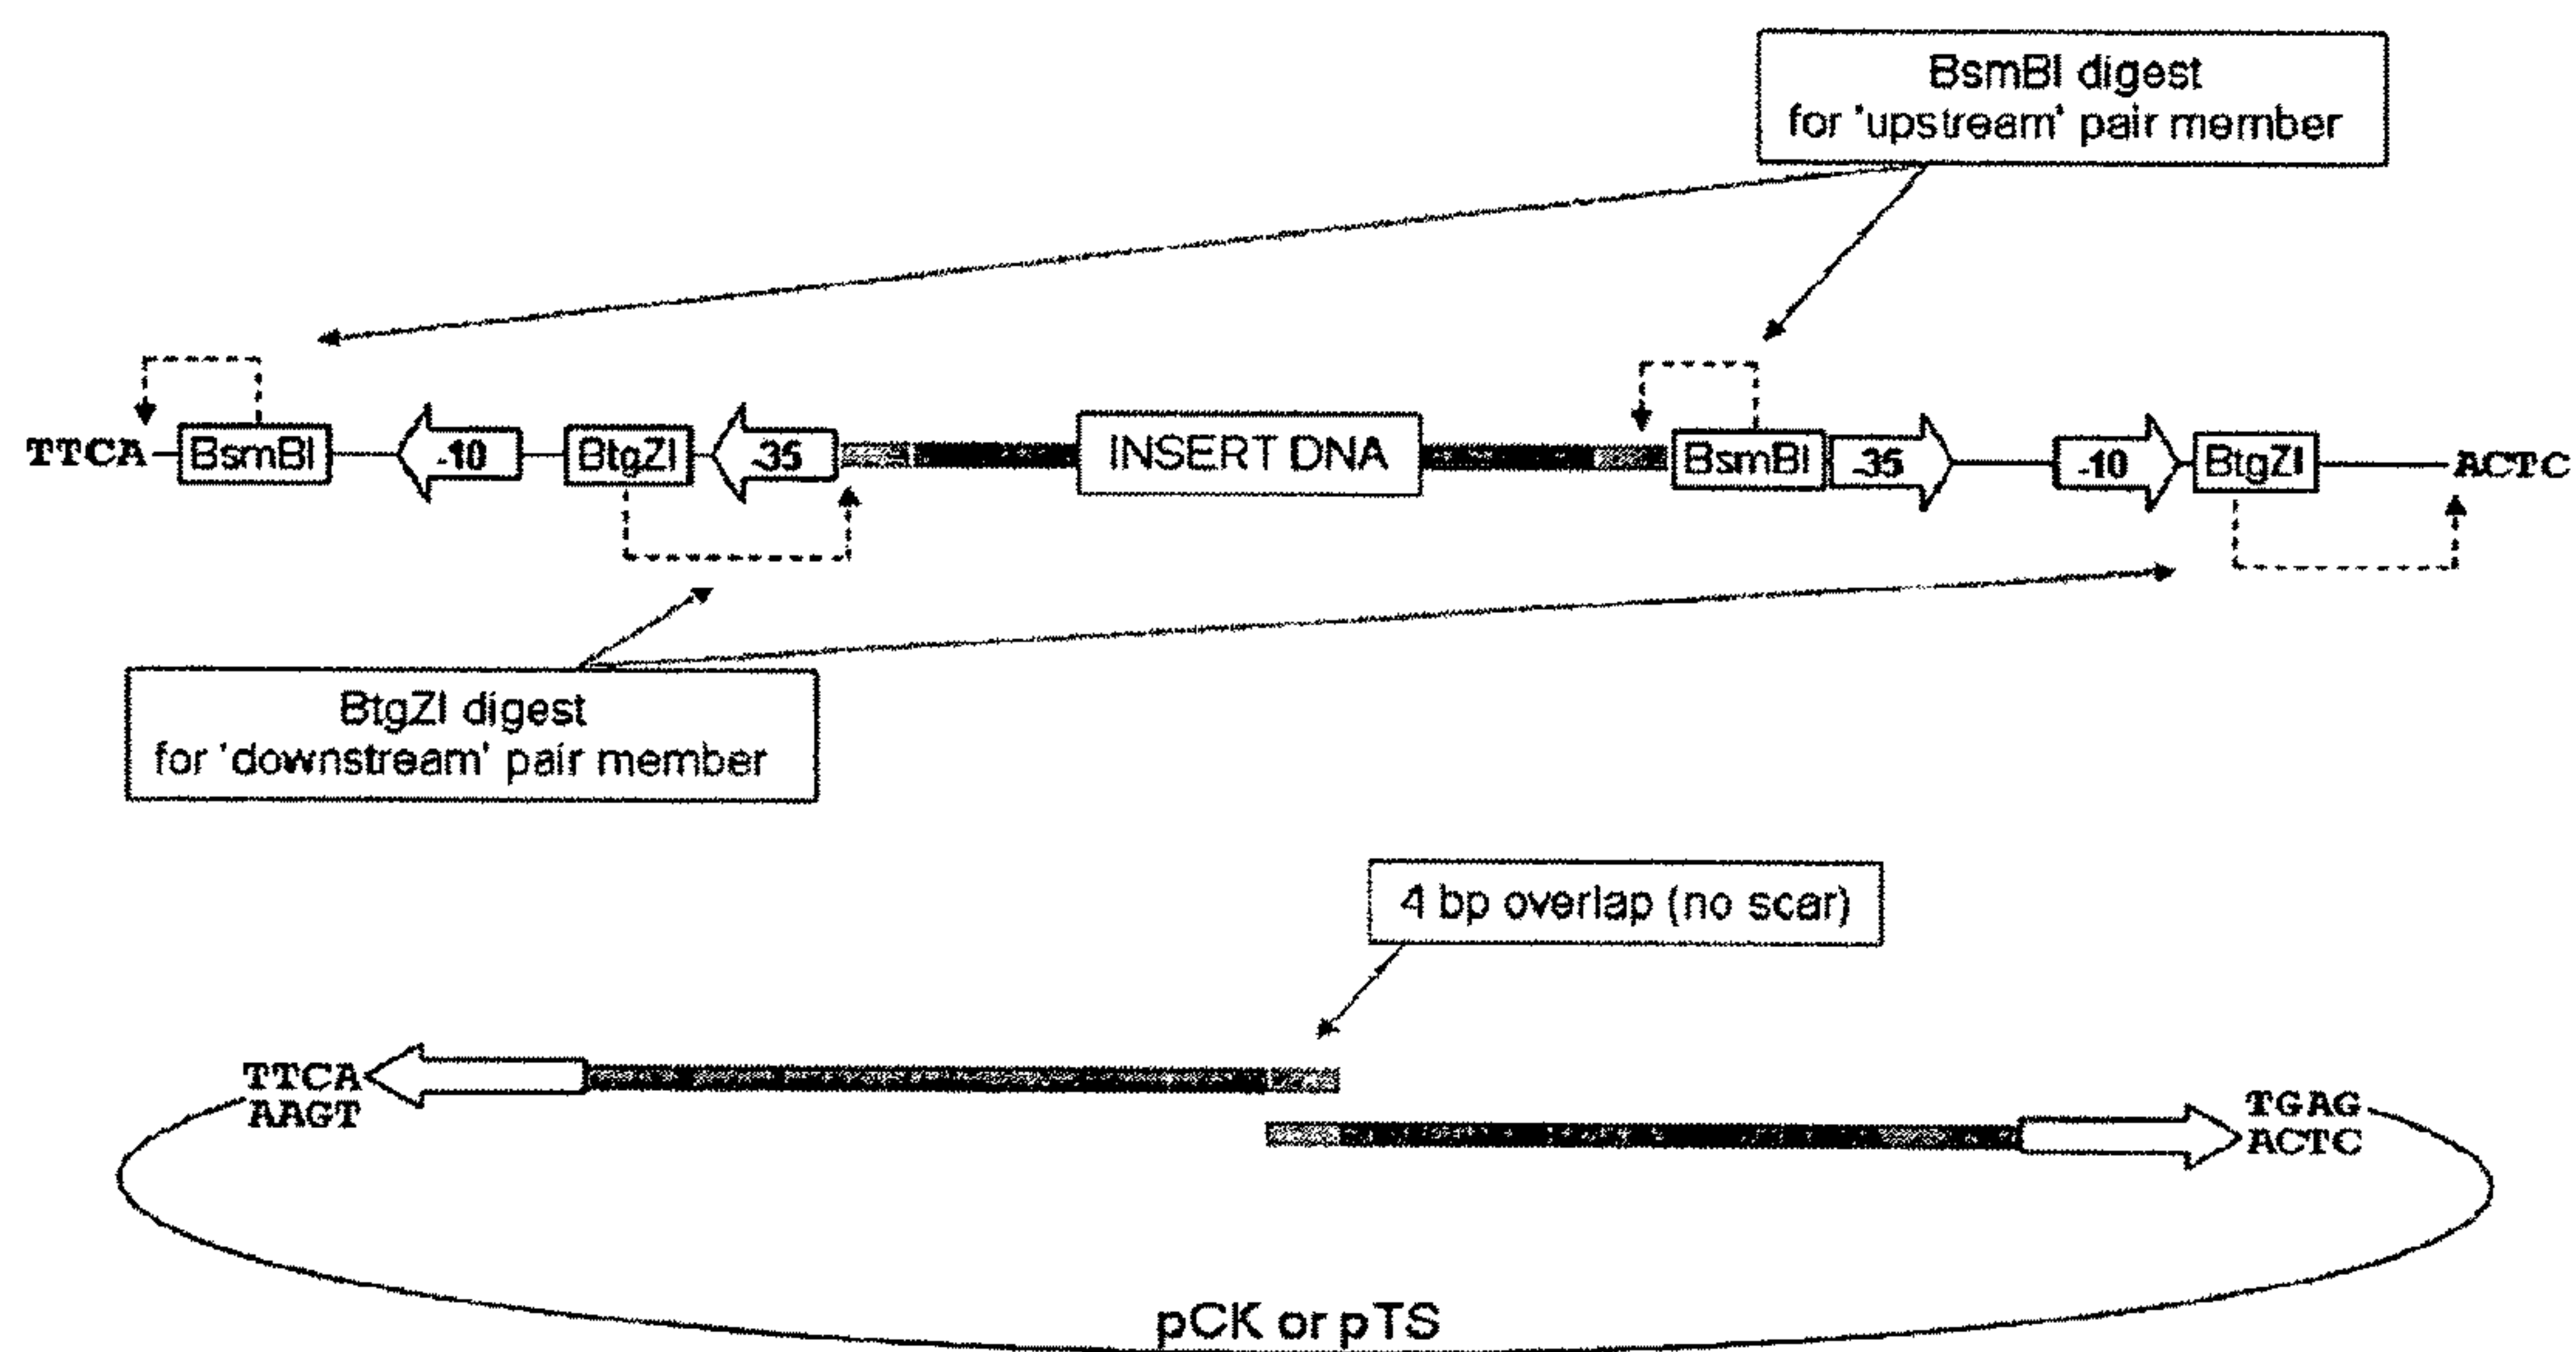 BsmBI digest
for 'upstream' pair member
TTCA BsmBI -10 BtgZI -35 INSERT DNA BsmBI -35 -10 BtgZI ACTC
BtgZI digest
for 'downstream' pair member
4 bp overlap (no scar)
TTCA
AAGT
TGAG
ACTC
pCK or pTS